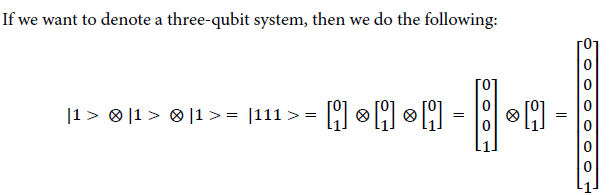 If we want to denote a three-qubit system, then we do the following:
|1 > ⊗ |1 > ⊗ |1 > = |111 > = [0 1] ⊗ [0 1] ⊗ [0 1] = [0 0 0 1] ⊗ [0 1] = [0 0 0 0 0 0 0 1]